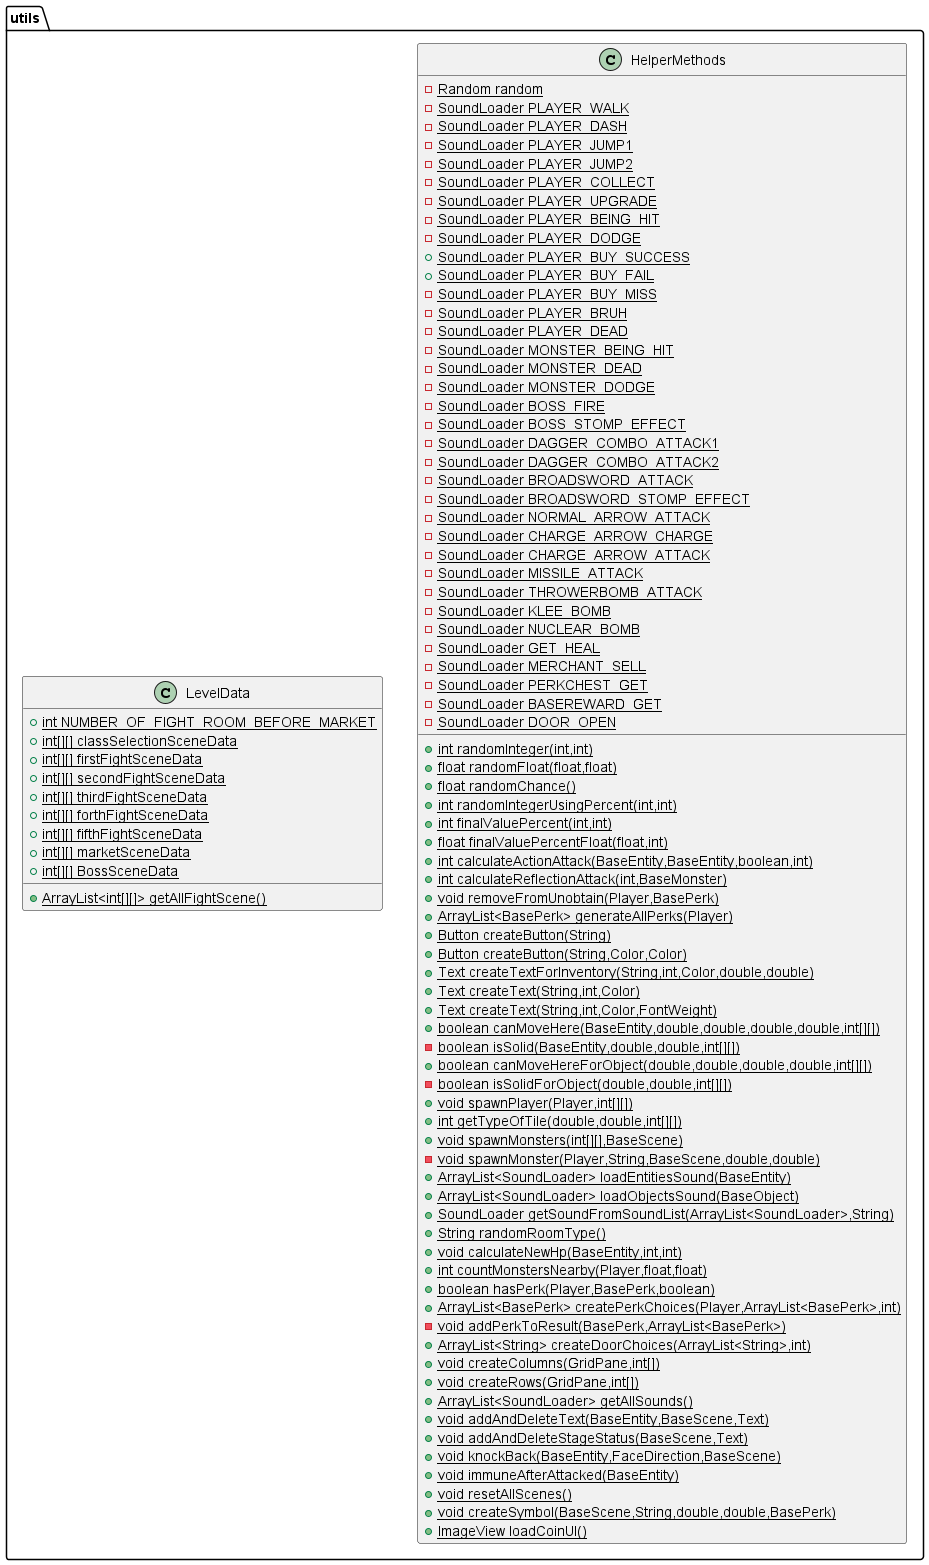 utils
HelperMethods
Random random
SoundLoader PLAYER_WALK
SoundLoader PLAYER_DASH
SoundLoader PLAYER_JUMP1
SoundLoader PLAYER_JUMP2
SoundLoader PLAYER_COLLECT
SoundLoader PLAYER_UPGRADE
SoundLoader PLAYER_BEING_HIT
SoundLoader PLAYER_DODGE
SoundLoader PLAYER_BUY_SUCCESS
SoundLoader PLAYER_BUY_FAIL
SoundLoader PLAYER_BUY_MISS
SoundLoader PLAYER_BRUH
SoundLoader PLAYER_DEAD
SoundLoader MONSTER_BEING_HIT
SoundLoader MONSTER_DEAD
SoundLoader MONSTER_DODGE
SoundLoader BOSS_FIRE
SoundLoader BOSS_STOMP_EFFECT
SoundLoader DAGGER_COMBO_ATTACK1
SoundLoader DAGGER_COMBO_ATTACK2
SoundLoader BROADSWORD_ATTACK
SoundLoader BROADSWORD_STOMP_EFFECT
SoundLoader NORMAL_ARROW_ATTACK
SoundLoader CHARGE_ARROW_CHARGE
SoundLoader CHARGE_ARROW_ATTACK
SoundLoader MISSILE_ATTACK
SoundLoader THROWERBOMB_ATTACK
SoundLoader KLEE_BOMB
SoundLoader NUCLEAR_BOMB
SoundLoader GET_HEAL
SoundLoader MERCHANT_SELL
SoundLoader PERKCHEST_GET
SoundLoader BASEREWARD_GET
SoundLoader DOOR_OPEN
int randomInteger(int,int)
float randomFloat(float,float)
float randomChance()
int randomIntegerUsingPercent(int,int)
int finalValuePercent(int,int)
float finalValuePercentFloat(float,int)
int calculateActionAttack(BaseEntity,BaseEntity,boolean,int)
int calculateReflectionAttack(int,BaseMonster)
void removeFromUnobtain(Player,BasePerk)
ArrayList<BasePerk> generateAllPerks(Player)
Button createButton(String)
Button createButton(String,Color,Color)
Text createTextForInventory(String,int,Color,double,double)
Text createText(String,int,Color)
Text createText(String,int,Color,FontWeight)
boolean canMoveHere(BaseEntity,double,double,double,double,int[][])
boolean isSolid(BaseEntity,double,double,int[][])
boolean canMoveHereForObject(double,double,double,double,int[][])
boolean isSolidForObject(double,double,int[][])
void spawnPlayer(Player,int[][])
int getTypeOfTile(double,double,int[][])
void spawnMonsters(int[][],BaseScene)
void spawnMonster(Player,String,BaseScene,double,double)
ArrayList<SoundLoader> loadEntitiesSound(BaseEntity)
ArrayList<SoundLoader> loadObjectsSound(BaseObject)
SoundLoader getSoundFromSoundList(ArrayList<SoundLoader>,String)
String randomRoomType()
void calculateNewHp(BaseEntity,int,int)
int countMonstersNearby(Player,float,float)
boolean hasPerk(Player,BasePerk,boolean)
ArrayList<BasePerk> createPerkChoices(Player,ArrayList<BasePerk>,int)
void addPerkToResult(BasePerk,ArrayList<BasePerk>)
ArrayList<String> createDoorChoices(ArrayList<String>,int)
void createColumns(GridPane,int[])
void createRows(GridPane,int[])
ArrayList<SoundLoader> getAllSounds()
void addAndDeleteText(BaseEntity,BaseScene,Text)
void addAndDeleteStageStatus(BaseScene,Text)
void knockBack(BaseEntity,FaceDirection,BaseScene)
void immuneAfterAttacked(BaseEntity)
void resetAllScenes()
void createSymbol(BaseScene,String,double,double,BasePerk)
ImageView loadCoinUI()
LevelData
int NUMBER_OF_FIGHT_ROOM_BEFORE_MARKET
int[][] classSelectionSceneData
int[][] firstFightSceneData
int[][] secondFightSceneData
int[][] thirdFightSceneData
int[][] forthFightSceneData
int[][] fifthFightSceneData
int[][] marketSceneData
int[][] BossSceneData
ArrayList<int[][]> getAllFightScene()